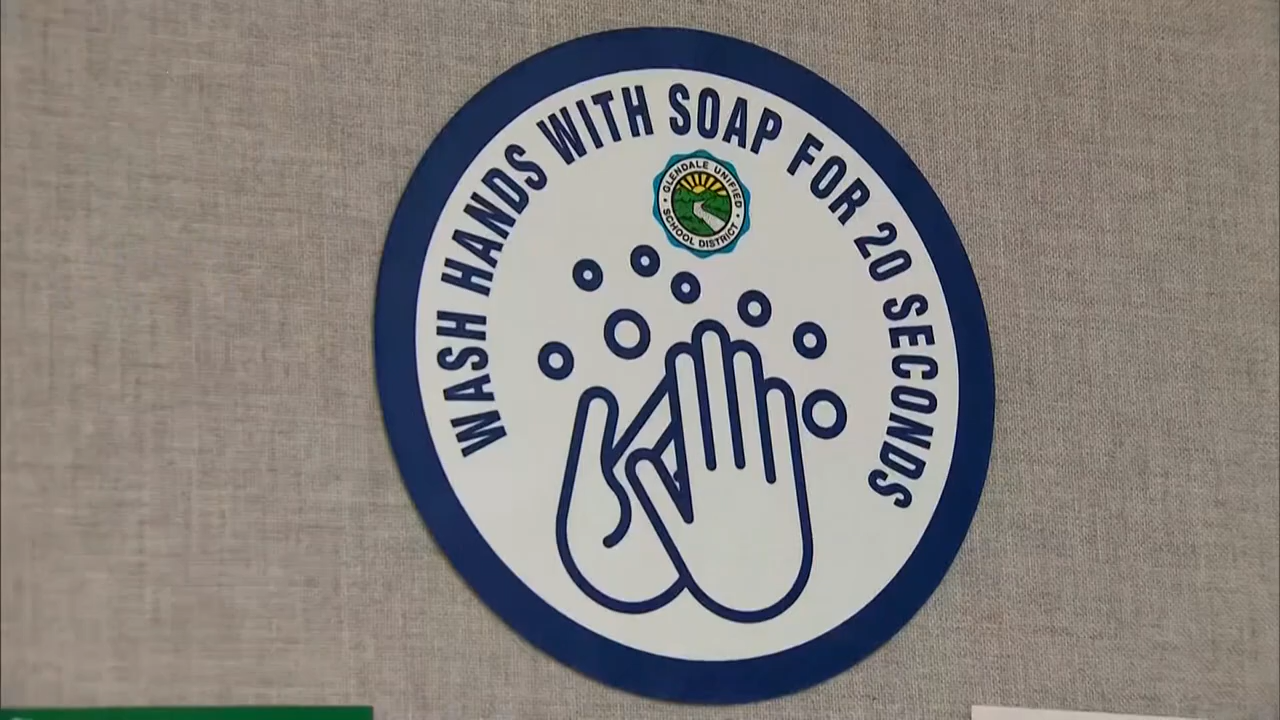 WASH HANDS WITH SOAP FOR 20 SECONDS
GLENDALE UNIFIED
SCHOOL DISTRICT